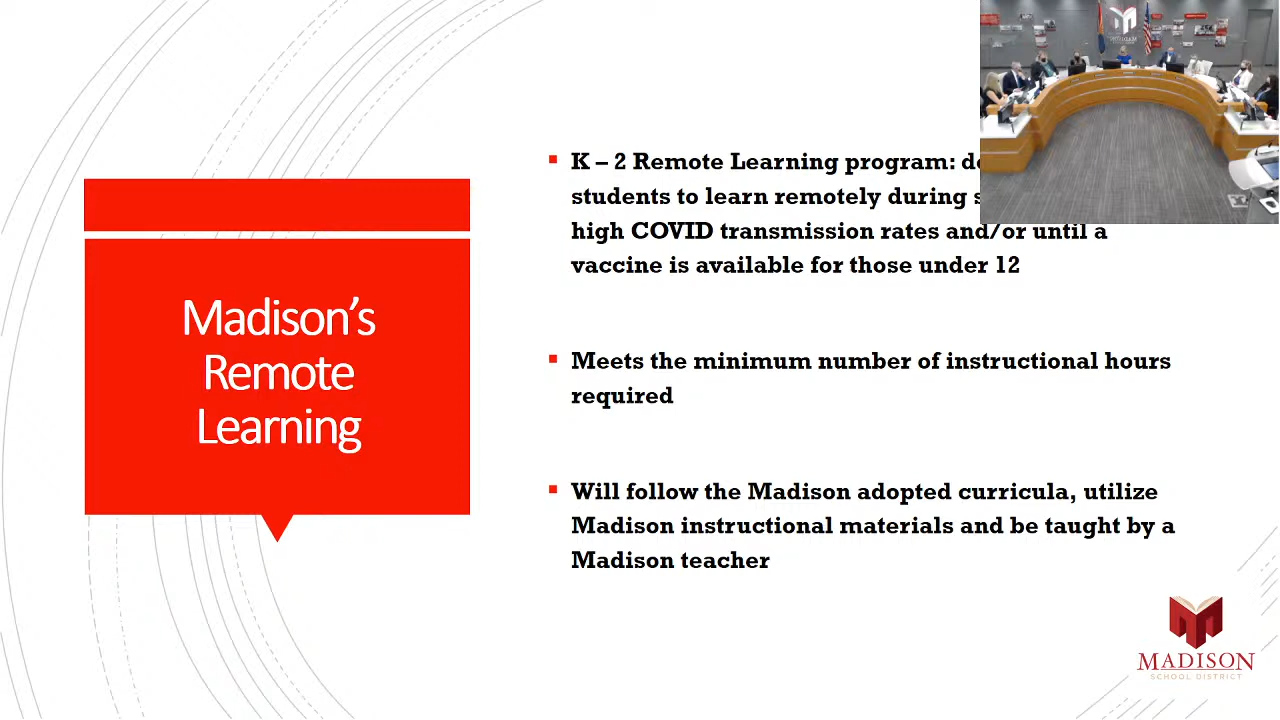 Madison's
Remote
Learning
K – 2 Remote Learning program:
students to learn remotely during
high COVID transmission rates and/or until a
vaccine is available for those under 12
Meets the minimum number of instructional hours
required
Will follow the Madison adopted curricula, utilize
Madison instructional materials and be taught by a
Madison teacher
MADISON
SCHOOL DISTRICT